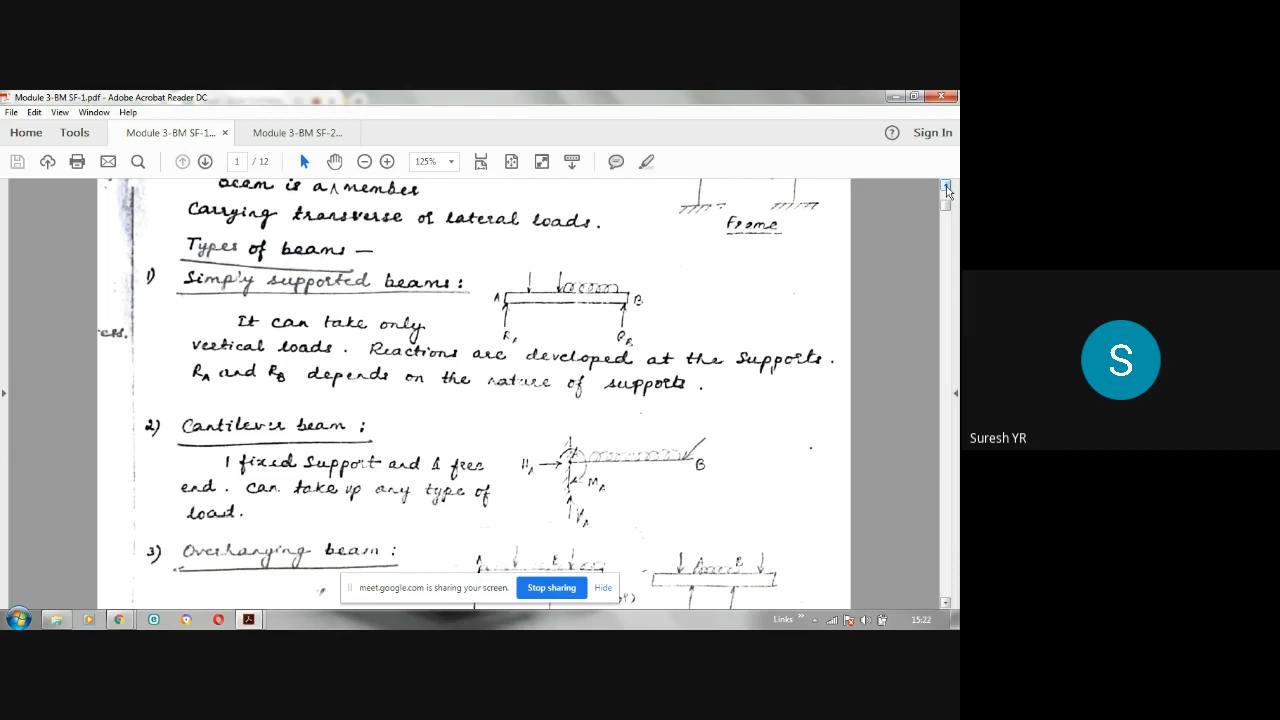 Module 3-BM SF-1.pdf - Adobe Acrobat Reader DC
File Edit View Window Help
Home Tools Module 3-BM SF-1... × Module 3-BM SF-2... ? Sign In
1 / 12 125%
Beam is a ʌ member
Carrying transverse of lateral loads.
Frame
Types of beams —
1) Simply supported beams:
A B
It can take only
ess.
vertical loads. Reactions are developed at the supports.
RA and RB depends on the nature of supports.
2) Cantilever beam:
1 fixed support and 1 free
HA B
end. Can take up any type of
MA
load.
VA
3) Overhanging beam:
A B
meet.google.com is sharing your screen. Stop sharing Hide
Links » 15:22
S
Suresh YR